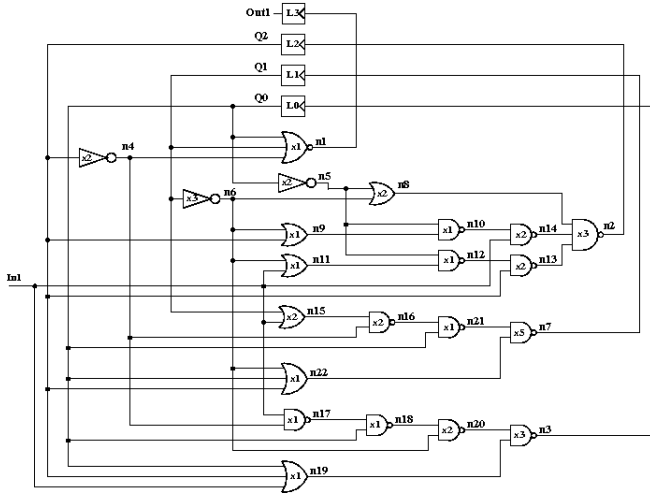 Out1 L3
Q2 L2
Q1 L1
Q0 L0
x2 n4 x1 n1
x2 n5 n8
x3 n6 x2
n10 n2
x1 n9 x1 x2 n14 x3
n11 n12 n13
x1 x1 x2
In1
n15 n16 n21 n7
x2 x2 x1 x5
n22
x1
n17 n18 n20 n3
x1 x1 x2 x3
n19
x1